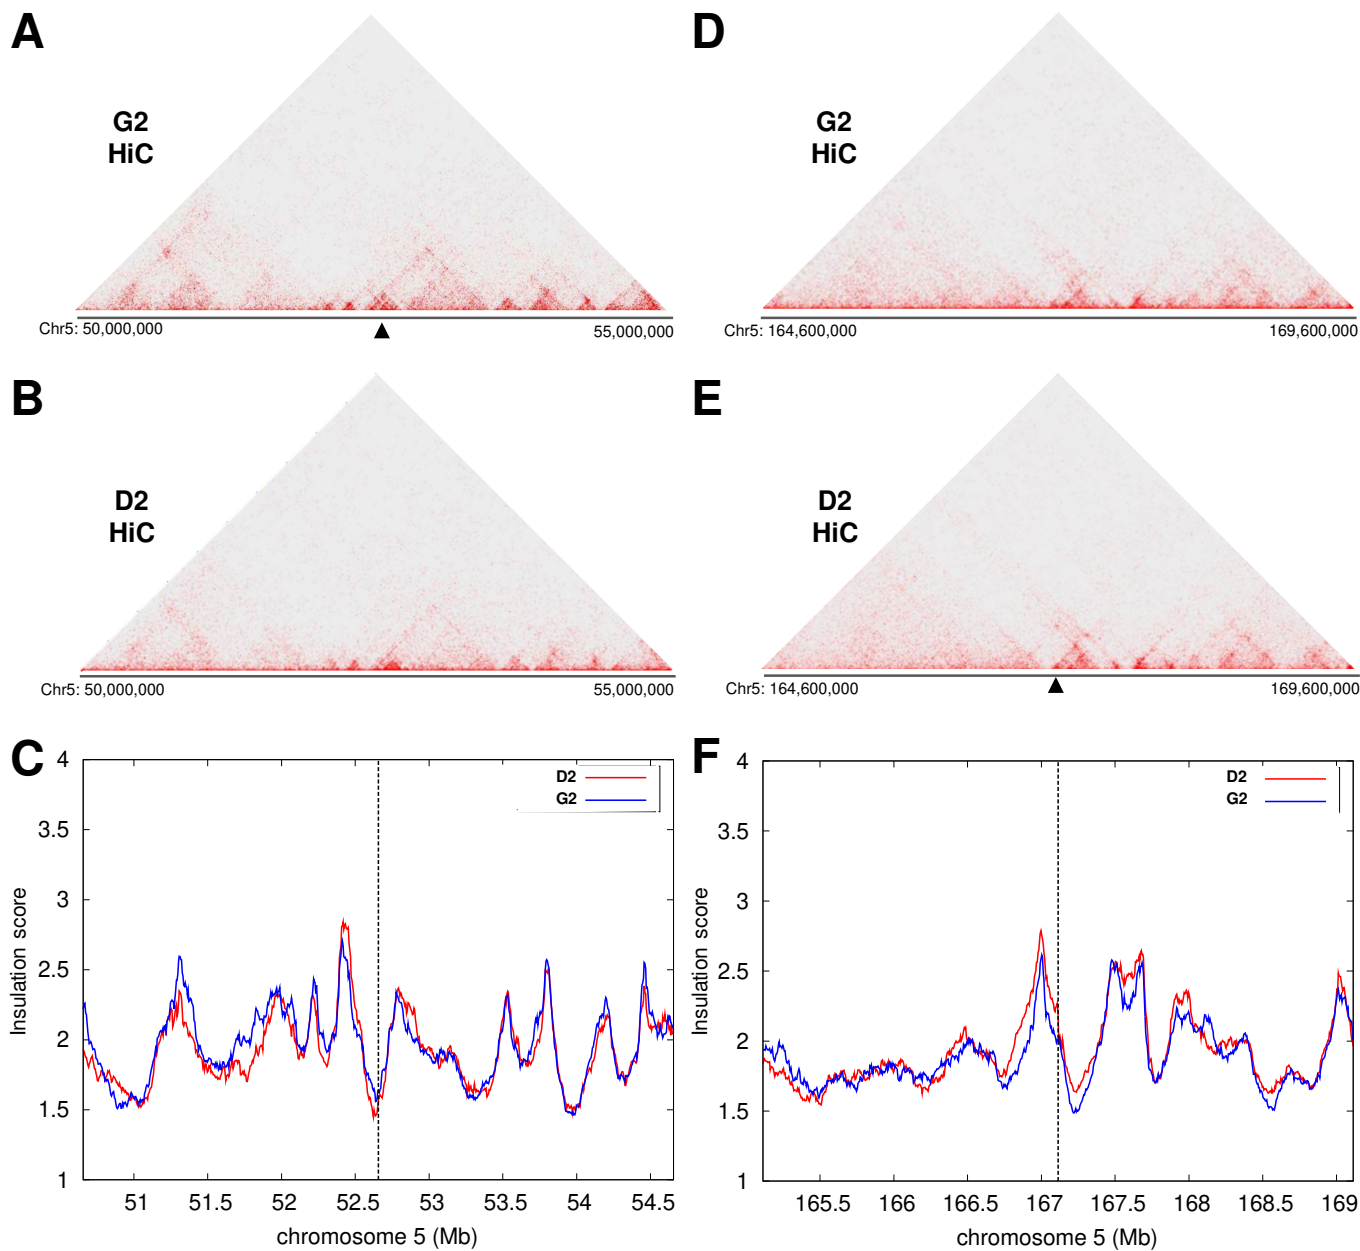 A
G2
HiC
Chr5: 50,000,000
55,000,000
D
G2
HiC
Chr5: 164,600,000
169,600,000
B
D2
HiC
Chr5: 50,000,000
55,000,000
E
D2
HiC
Chr5: 164,600,000
169,600,000
C
D2
G2
4
3.5
3
2.5
2
1.5
1
Insulation score
51 51.5 52 52.5 53 53.5 54 54.5
chromosome 5 (Mb)
F
D2
G2
4
3.5
3
2.5
2
1.5
1
Insulation score
165.5 166 166.5 167 167.5 168 168.5 169
chromosome 5 (Mb)